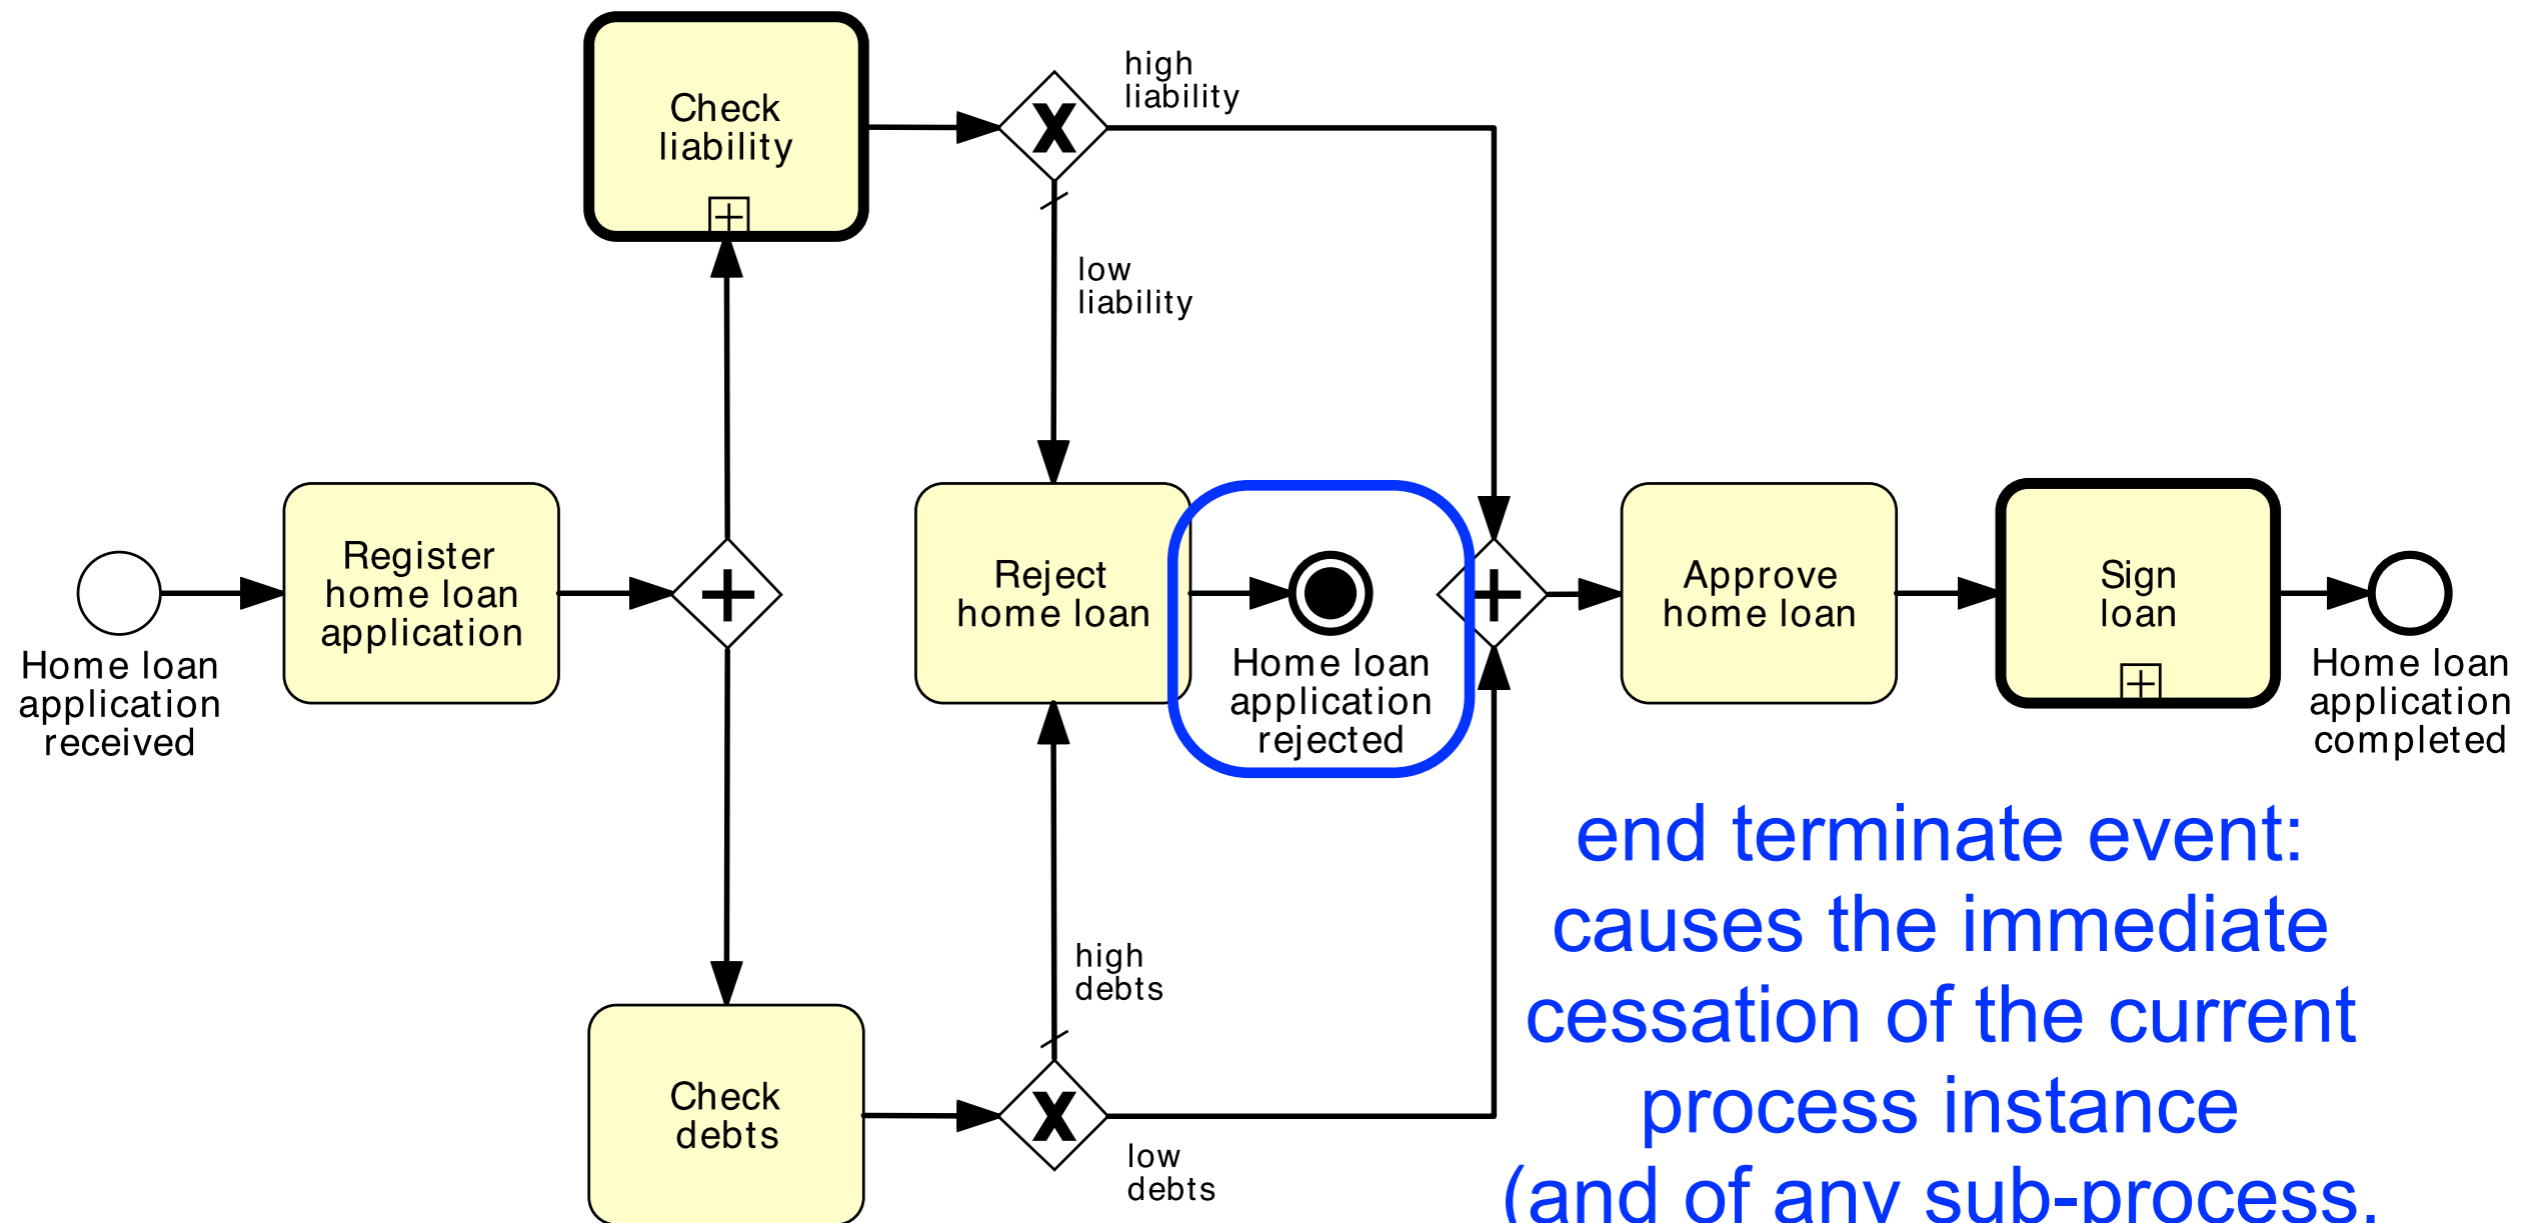 Check
liability
high
liability
low
liability
Home loan
application
received
Register
home loan
application
Reject
home loan
Home loan
application
rejected
Approve
home loan
Sign
loan
Home loan
application
completed
high
debts
Check
debts
low
debts
end terminate event:
causes the immediate
cessation of the current
process instance
(and of any sub-process,